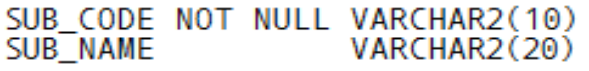 SUB_CODE NOT NULL VARCHAR2(10)
SUB_NAME VARCHAR2(20)